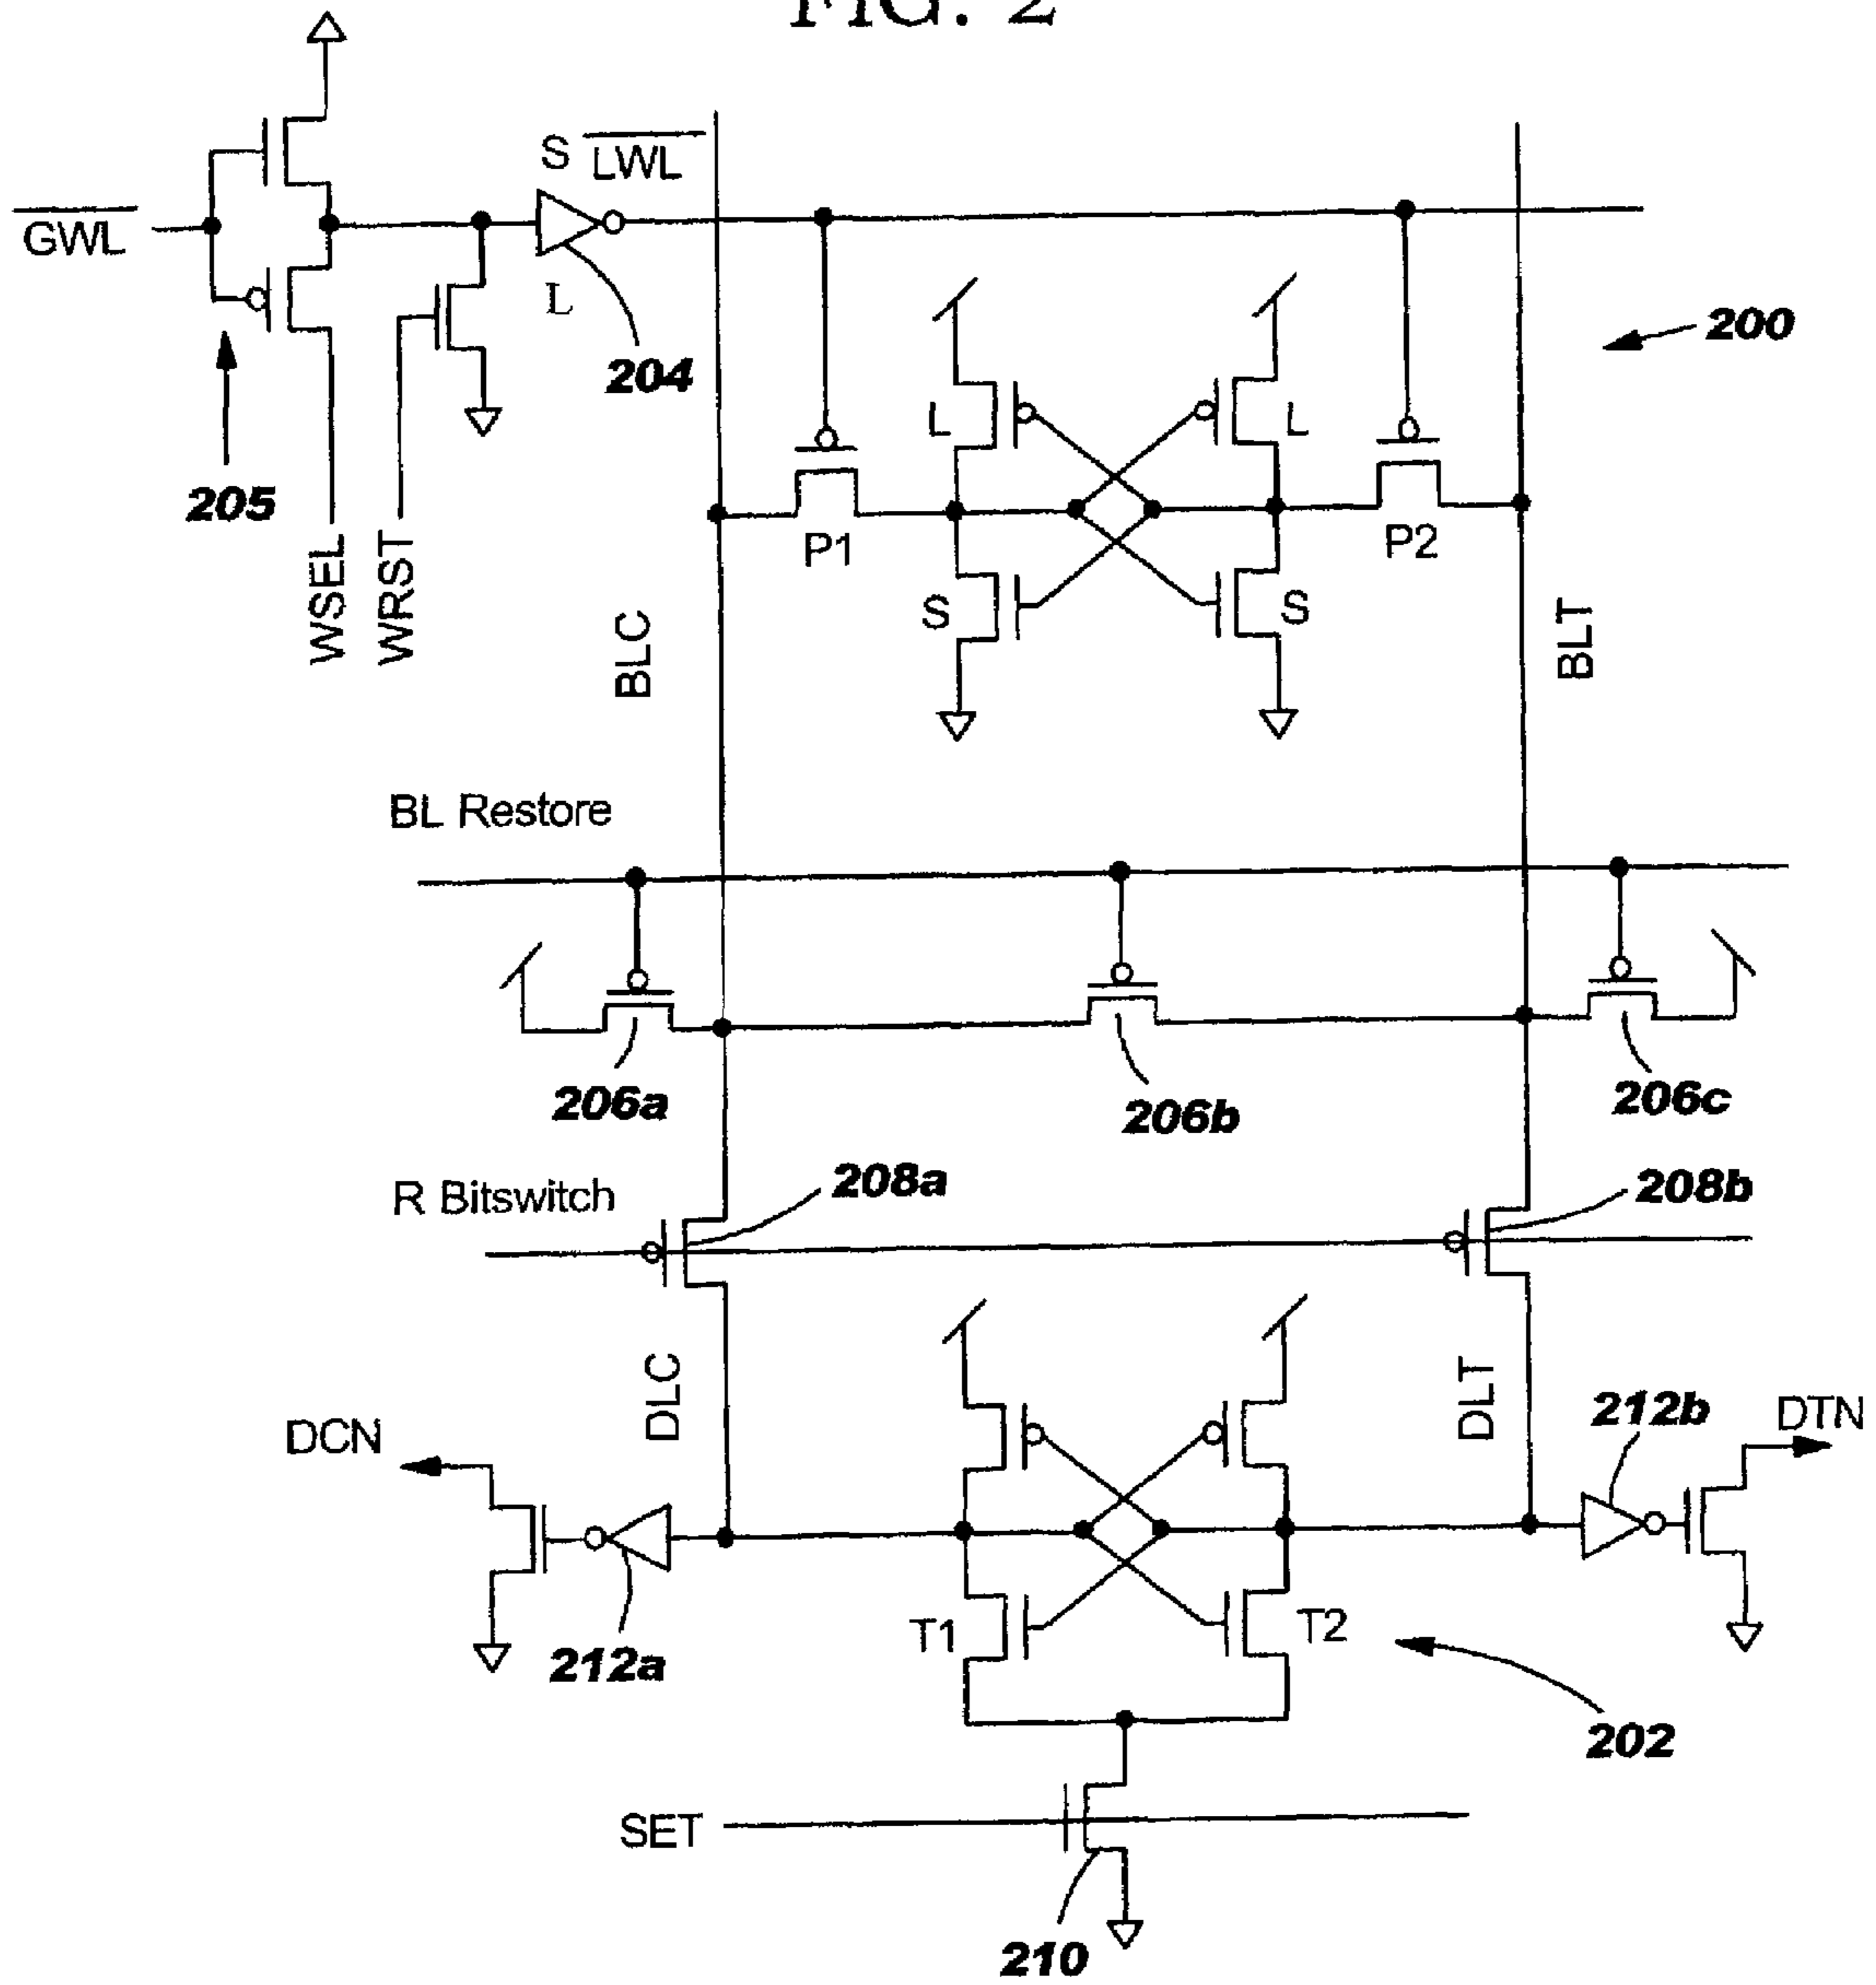 FIG. 2
S LWL
GWL
L
204
200
205
L
L
P1
P2
WSEL
WRST
S
S
BLC
BLT
BL Restore
206a
206b
206c
R Bitswitch
208a
208b
DLC
DLT
DCN
212b
DTN
T1
T2
212a
202
SET
210